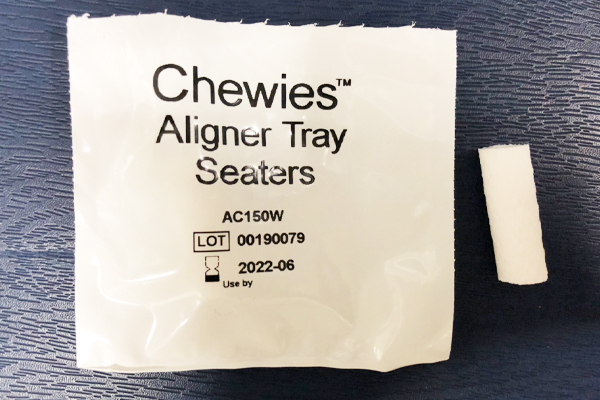 Chewies™
Aligner Tray
Seaters
AC150W
LOT 00190079
2022-06
Use by